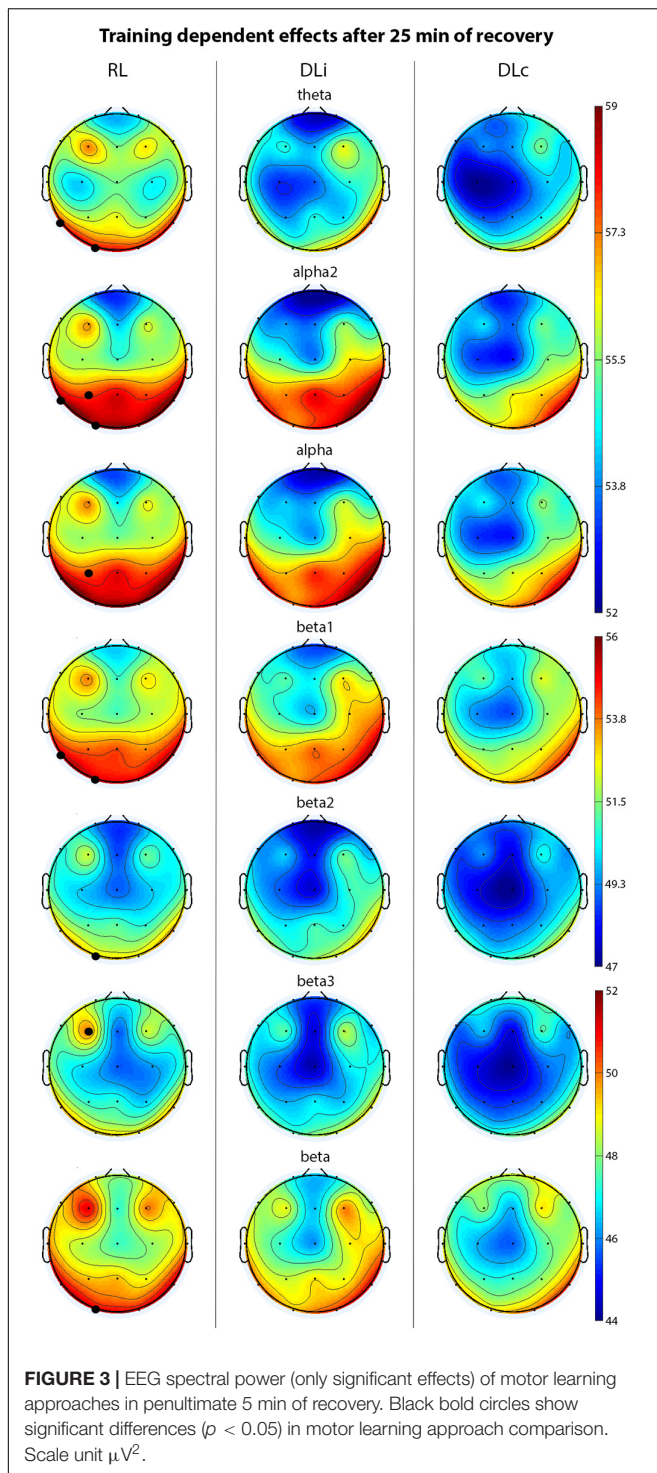 Training dependent effects after 25 min of recovery
RL
DLi
DLc
theta
59
57.3
55.5
53.8
52
alpha2
alpha
beta1
56
53.8
51.5
49.3
47
beta2
beta3
52
50
48
46
44
beta
FIGURE 3 | EEG spectral power (only significant effects) of motor learning
approaches in penultimate 5 min of recovery. Black bold circles show
significant differences (p < 0.05) in motor learning approach comparison.
Scale unit μV².